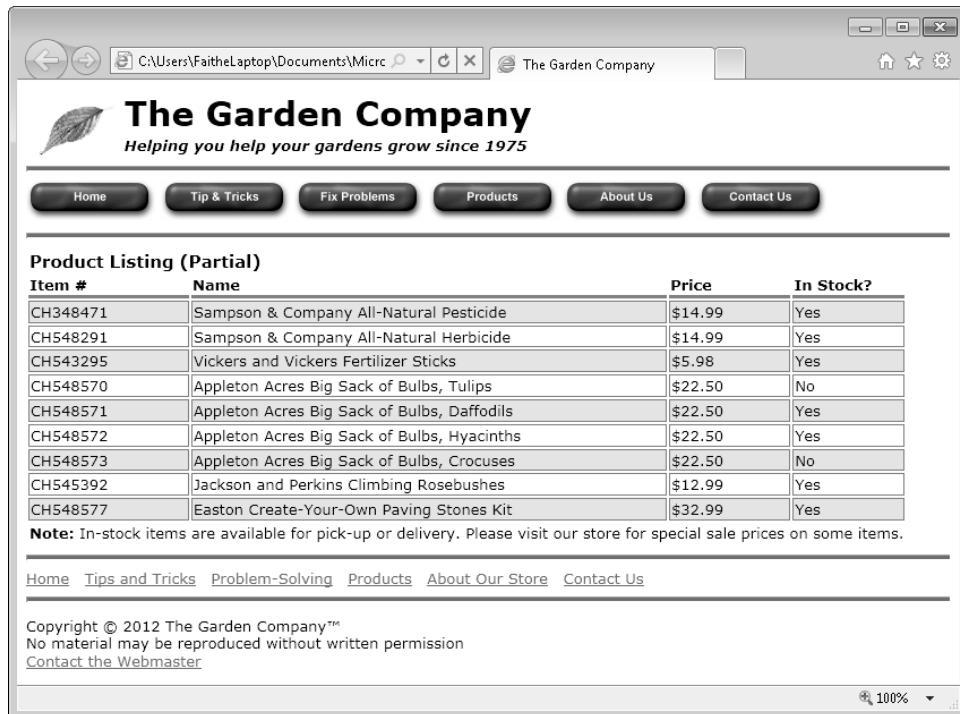 C:\Users\FaitheLaptop\Documents\Micrc
The Garden Company
The Garden Company
Helping you help your gardens grow since 1975
Home Tip & Tricks Fix Problems Products About Us Contact Us
Product Listing (Partial)
Item # Name Price In Stock?
CH348471 Sampson & Company All-Natural Pesticide $14.99 Yes
CH548291 Sampson & Company All-Natural Herbicide $14.99 Yes
CH543295 Vickers and Vickers Fertilizer Sticks $5.98 Yes
CH548570 Appleton Acres Big Sack of Bulbs, Tulips $22.50 No
CH548571 Appleton Acres Big Sack of Bulbs, Daffodils $22.50 Yes
CH548572 Appleton Acres Big Sack of Bulbs, Hyacinths $22.50 Yes
CH548573 Appleton Acres Big Sack of Bulbs, Crocuses $22.50 No
CH545392 Jackson and Perkins Climbing Rosebushes $12.99 Yes
CH548577 Easton Create-Your-Own Paving Stones Kit $32.99 Yes
Note: In-stock items are available for pick-up or delivery. Please visit our store for special sale prices on some items.
Home Tips and Tricks Problem-Solving Products About Our Store Contact Us
Copyright © 2012 The Garden Company™
No material may be reproduced without written permission
Contact the Webmaster
100%